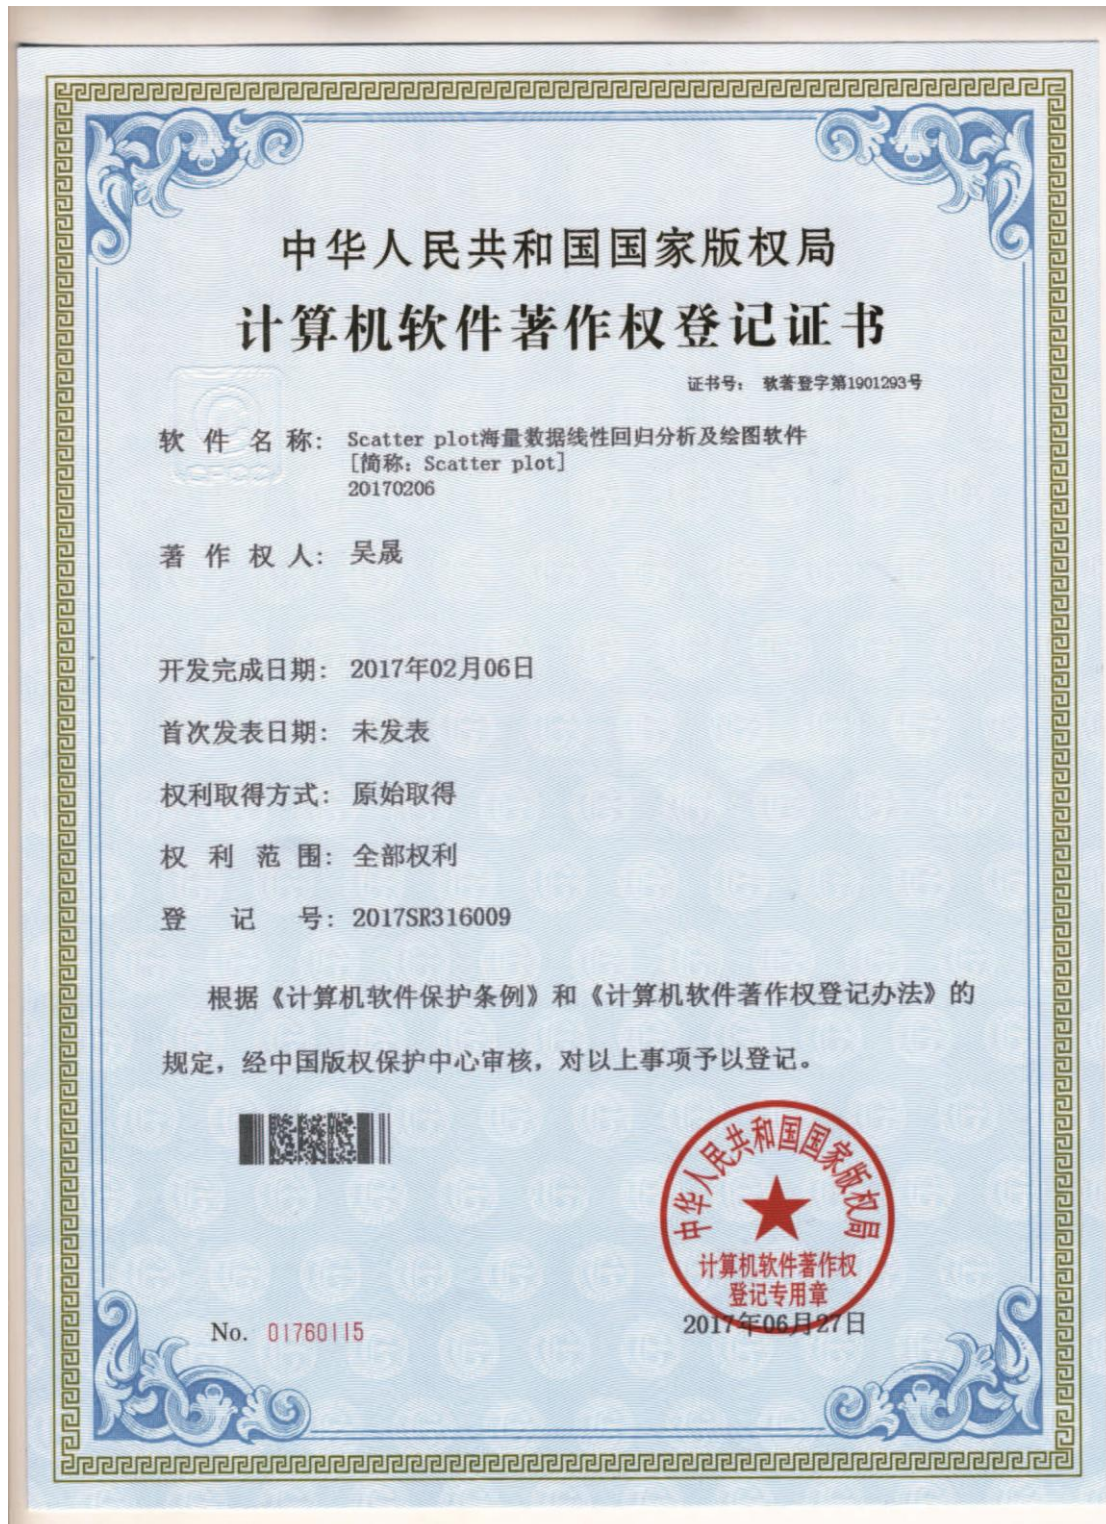 中华人民共和国国家版权局
计算机软件著作权登记证书
证书号： 软著登字第1901293号
软 件 名 称： Scatter plot海量数据线性回归分析及绘图软件
[简称：Scatter plot]
20170206
著 作 权 人： 吴晟
开发完成日期： 2017年02月06日
首次发表日期： 未发表
权利取得方式： 原始取得
权 利 范 围： 全部权利
登 记 号： 2017SR316009
根据《计算机软件保护条例》和《计算机软件著作权登记办法》的
规定，经中国版权保护中心审核，对以上事项予以登记。
中华人民共和国国家版权局
计算机软件著作权
登记专用章
No. 01760115
2017年06月27日